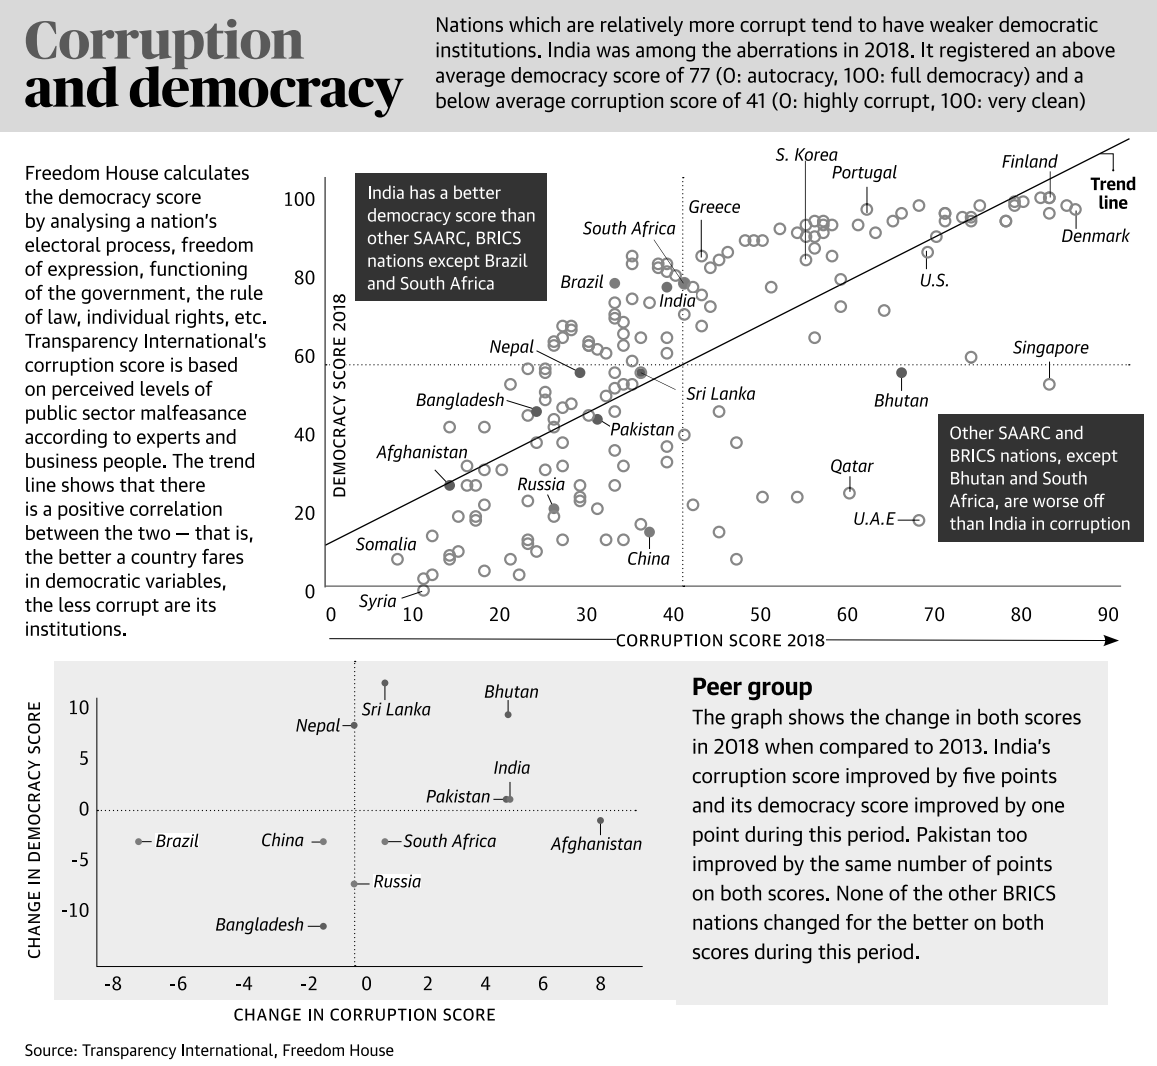 Corruption
and democracy
Nations which are relatively more corrupt tend to have weaker democratic
institutions. India was among the aberrations in 2018. It registered an above
average democracy score of 77 (0: autocracy, 100: full democracy) and a
below average corruption score of 41 (0: highly corrupt, 100: very clean)
Freedom House calculates
the democracy score
by analysing a nation's
electoral process, freedom
of expression, functioning
of the government, the rule
of law, individual rights, etc.
Transparency International's
corruption score is based
on perceived levels of
public sector malfeasance
according to experts and
business people. The trend
line shows that there
is a positive correlation
between the two — that is,
the better a country fares
in democratic variables,
the less corrupt are its
institutions.
India has a better
democracy score than
other SAARC, BRICS
nations except Brazil
and South Africa
DEMOCRACY SCORE 2018
100
80
60
40
20
0
S. Korea
Portugal
Finland
Trend
line
Greece
South Africa
Denmark
Brazil
India
U.S.
Nepal
Singapore
Sri Lanka
Bangladesh
Bhutan
Pakistan
Afghanistan
Qatar
Russia
U.A.E
Somalia
China
Syria
Other SAARC and
BRICS nations, except
Bhutan and South
Africa, are worse off
than India in corruption
0 10 20 30 40 50 60 70 80 90
CORRUPTION SCORE 2018
CHANGE IN DEMOCRACY SCORE
10
5
0
-5
-10
Sri Lanka
Bhutan
Nepal
India
Pakistan
Brazil
China
South Africa
Afghanistan
Russia
Bangladesh
-8 -6 -4 -2 0 2 4 6 8
CHANGE IN CORRUPTION SCORE
Peer group
The graph shows the change in both scores
in 2018 when compared to 2013. India's
corruption score improved by five points
and its democracy score improved by one
point during this period. Pakistan too
improved by the same number of points
on both scores. None of the other BRICS
nations changed for the better on both
scores during this period.
Source: Transparency International, Freedom House